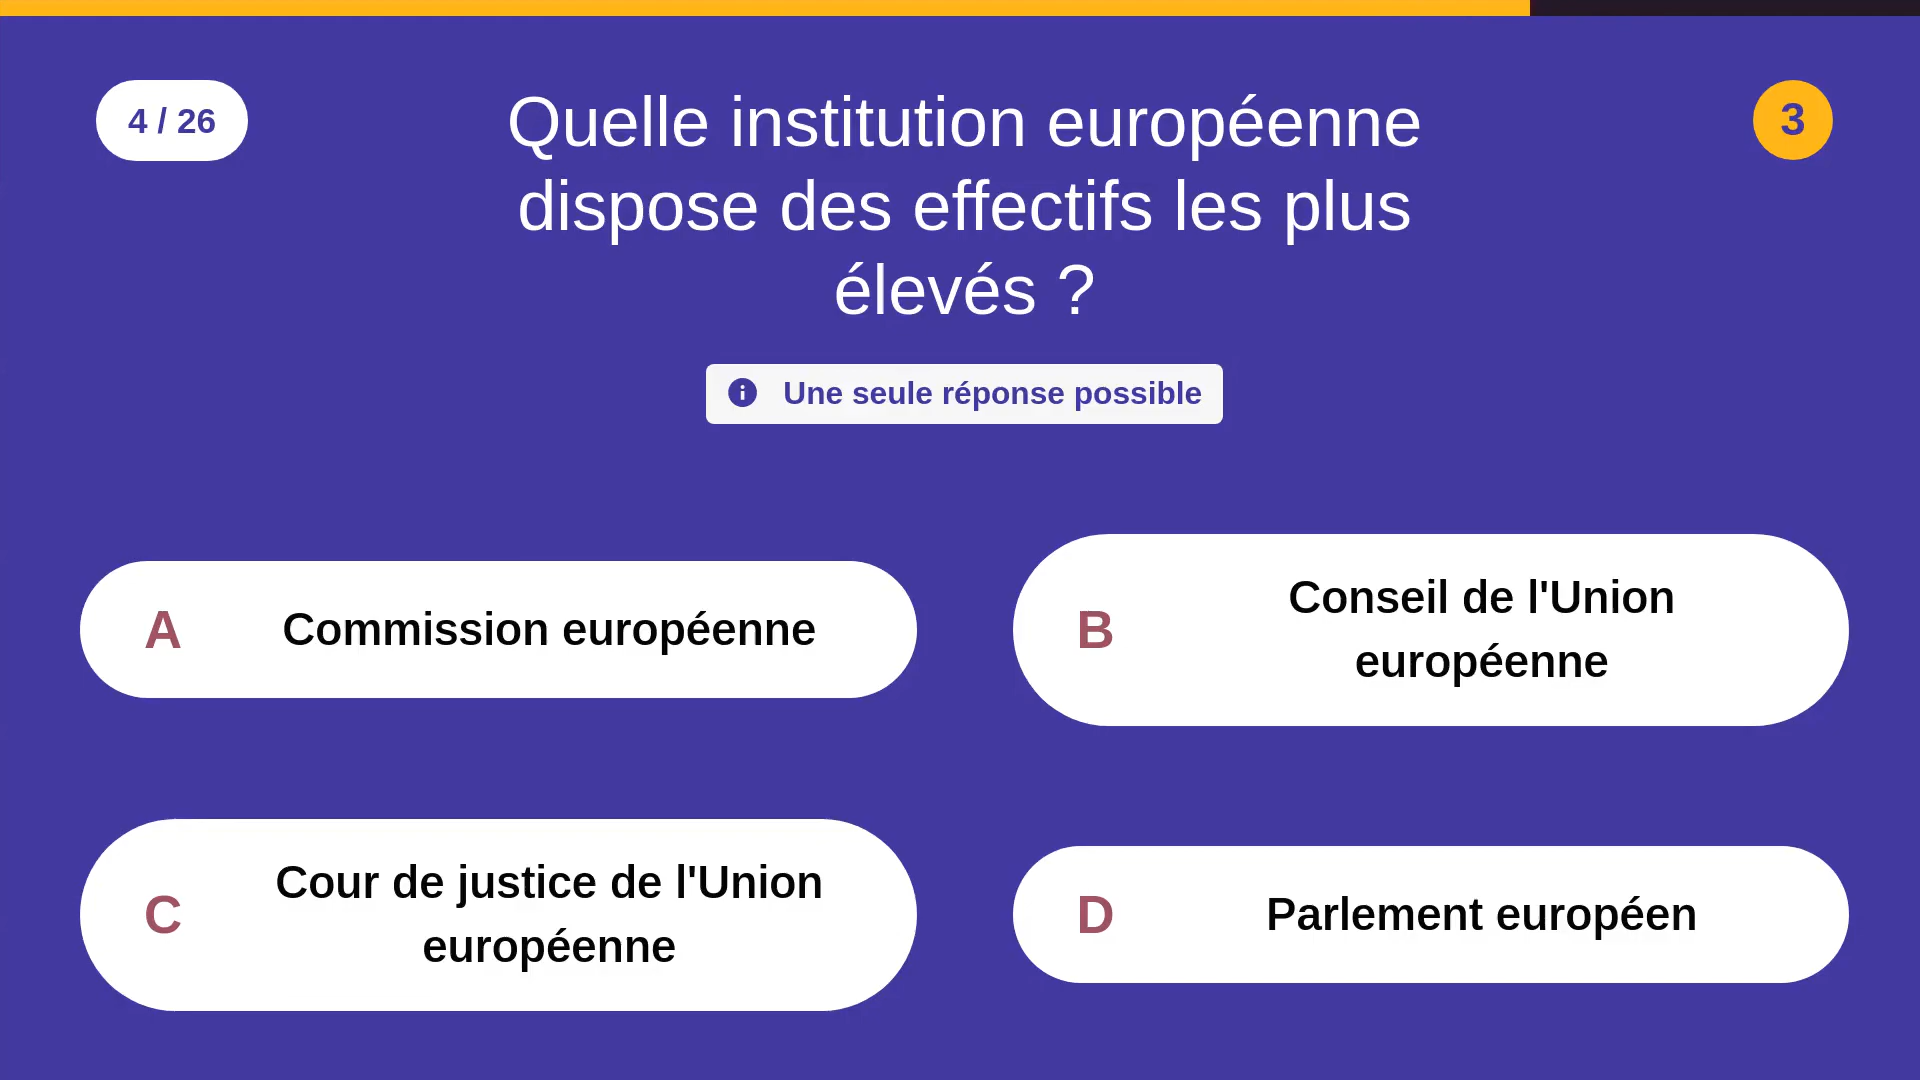 4 / 26
Quelle institution européenne
dispose des effectifs les plus
élevés ?
3
Une seule réponse possible
A
Commission européenne
B
Conseil de l'Union
européenne
C
Cour de justice de l'Union
européenne
D
Parlement européen